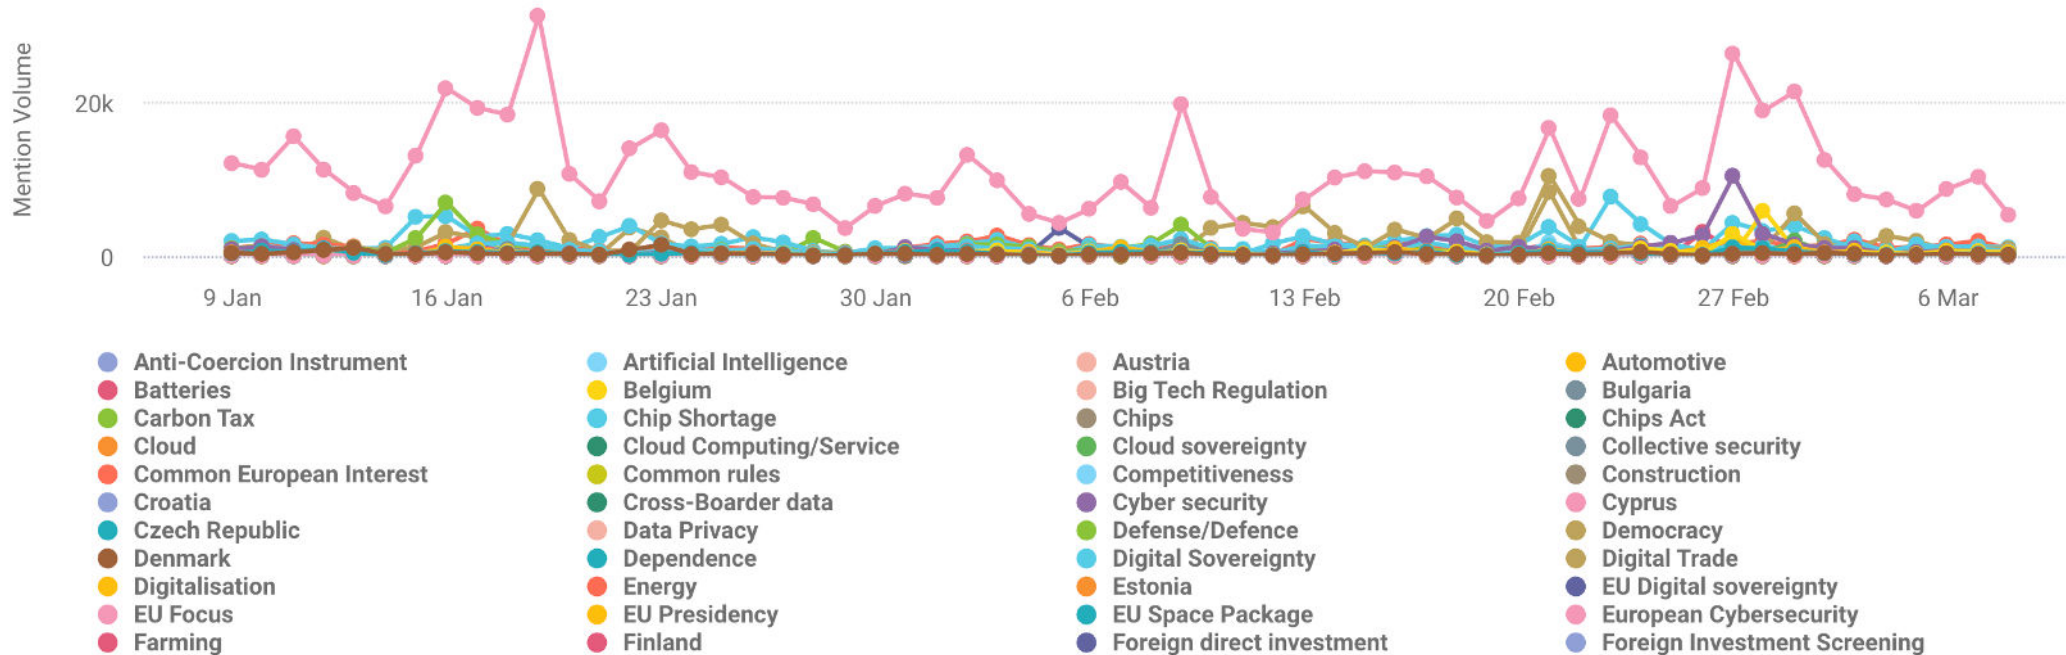 Mention Volume
20k
0
9 Jan 16 Jan 23 Jan 30 Jan 6 Feb 13 Feb 20 Feb 27 Feb 6 Mar
Anti-Coercion Instrument Artificial Intelligence Austria Automotive
Batteries Belgium Big Tech Regulation Bulgaria
Carbon Tax Chip Shortage Chips Chips Act
Cloud Cloud Computing/Service Cloud sovereignty Collective security
Common European Interest Common rules Competitiveness Construction
Croatia Cross-Boarder data Cyber security Cyprus
Czech Republic Data Privacy Defense/Defence Democracy
Denmark Dependence Digital Sovereignty Digital Trade
Digitalisation Energy Estonia EU Digital sovereignty
EU Focus EU Presidency EU Space Package European Cybersecurity
Farming Finland Foreign direct investment Foreign Investment Screening